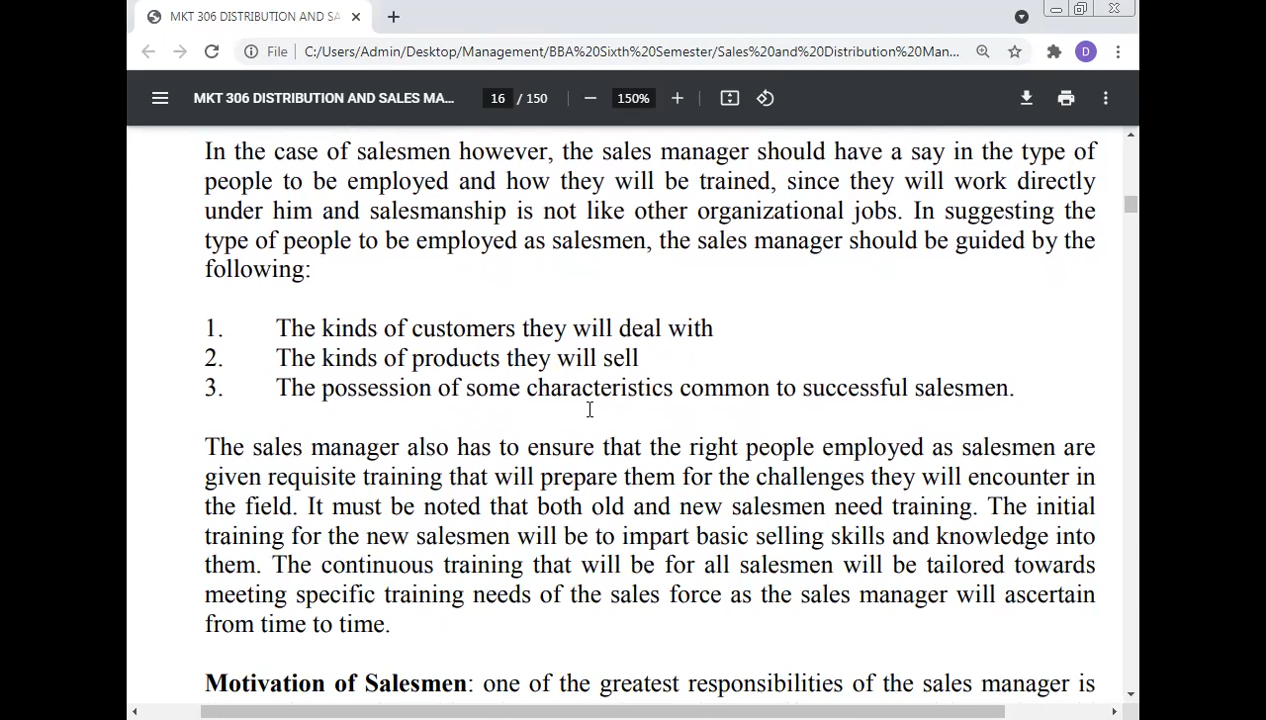 MKT 306 DISTRIBUTION AND SA
File C:/Users/Admin/Desktop/Management/BBA%20Sixth%20Semester/Sales%20and%20Distribution%20Man... D
MKT 306 DISTRIBUTION AND SALES MA... 16 / 150 150%
In the case of salesmen however, the sales manager should have a say in the type of
people to be employed and how they will be trained, since they will work directly
under him and salesmanship is not like other organizational jobs. In suggesting the
type of people to be employed as salesmen, the sales manager should be guided by the
following:
1. The kinds of customers they will deal with
2. The kinds of products they will sell
3. The possession of some characteristics common to successful salesmen.
The sales manager also has to ensure that the right people employed as salesmen are
given requisite training that will prepare them for the challenges they will encounter in
the field. It must be noted that both old and new salesmen need training. The initial
training for the new salesmen will be to impart basic selling skills and knowledge into
them. The continuous training that will be for all salesmen will be tailored towards
meeting specific training needs of the sales force as the sales manager will ascertain
from time to time.
Motivation of Salesmen: one of the greatest responsibilities of the sales manager is